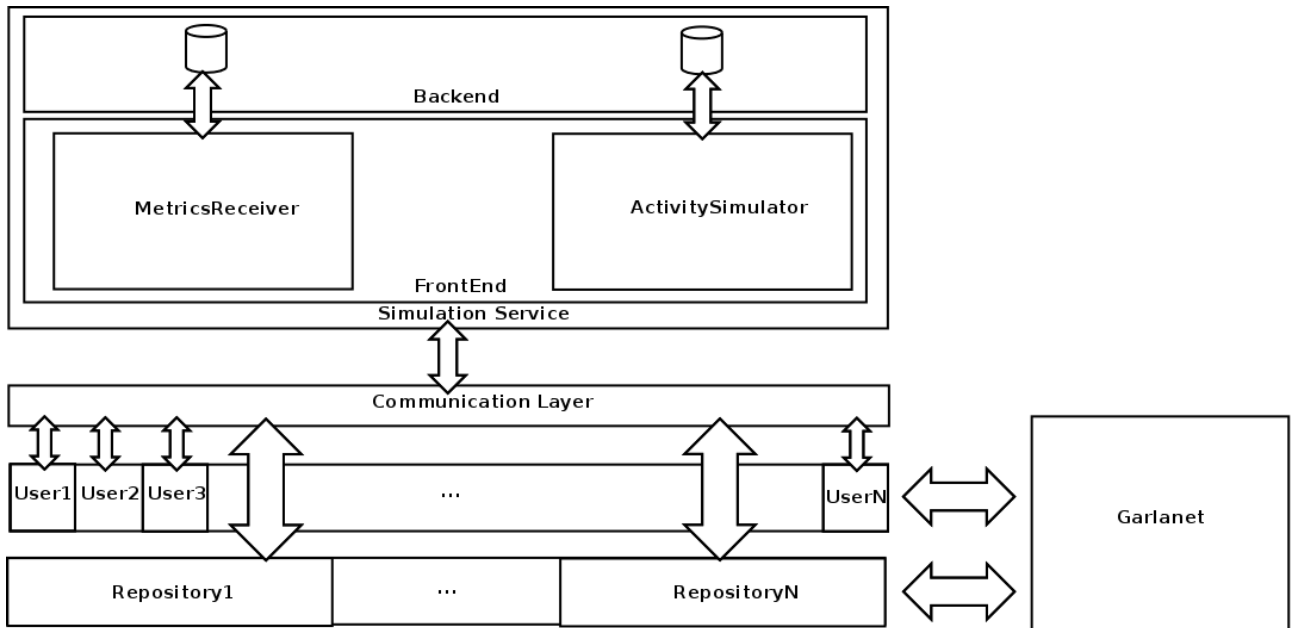 Backend
MetricsReceiver
ActivitySimulator
FrontEnd
Simulation Service
Communication Layer
User1 User2 User3 ... UserN
Garlanet
Repository1 ... RepositoryN